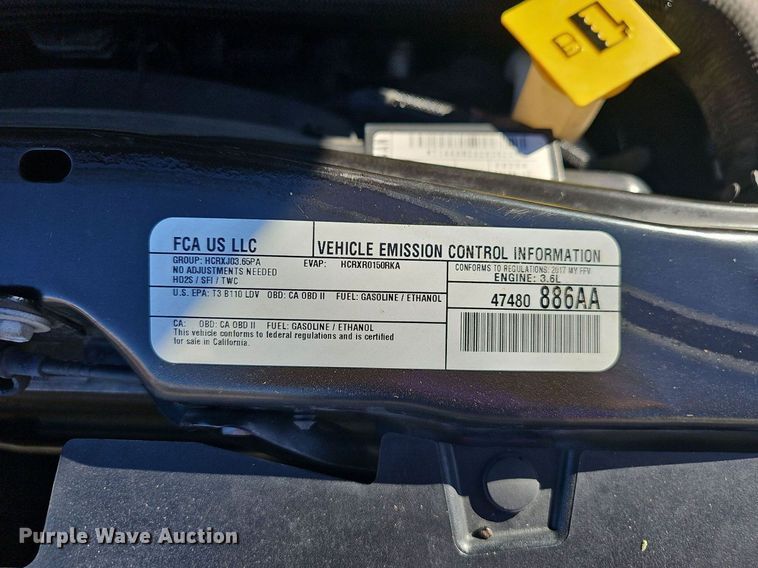 FCA US LLC
VEHICLE EMISSION CONTROL INFORMATION
GROUP: HCRXJ03.65PA EVAP: HCRXR0150RKA
NO ADJUSTMENTS NEEDED
HO2S / SFI / TWC
CONFORMS TO REGULATIONS: 2017 MY FFV
ENGINE: 3.6L
U.S. EPA: T3 B110 LDV OBD: CA OBD II FUEL: GASOLINE / ETHANOL
47480 886AA
CA: OBD: CA OBD II FUEL: GASOLINE / ETHANOL
This vehicle conforms to federal regulations and is certified
for sale in California.
Purple Wave Auction